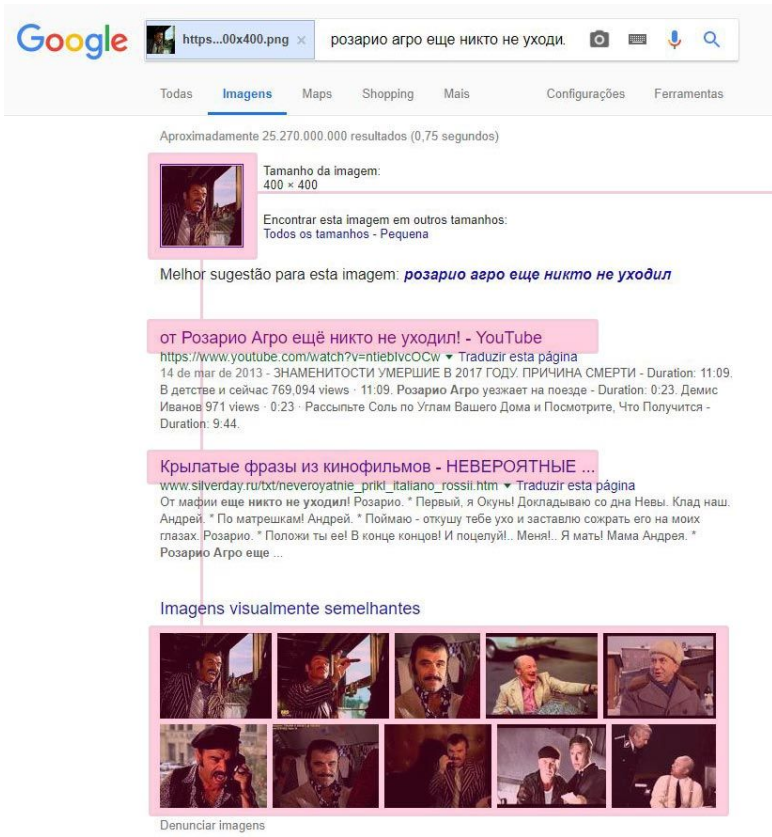 Google
https...00x400.png ×
розарио агро еще никто не уходи.
Todas Imagens Maps Shopping Mais Configurações Ferramentas
Aproximadamente 25.270.000.000 resultados (0,75 segundos)
Tamanho da imagem:
400 × 400
Encontrar esta imagem em outros tamanhos:
Todos os tamanhos - Pequena
Melhor sugestão para esta imagem: розарио агро еще никто не уходил
от Розарио Агро ещё никто не уходил! - YouTube
https://www.youtube.com/watch?v=ntiebIvcOCw ▾ Traduzir esta página
14 de mar de 2013 - ЗНАМЕНИТОСТИ УМЕРШИЕ В 2017 ГОДУ. ПРИЧИНА СМЕРТИ - Duration: 11:09.
В детстве и сейчас 769,094 views · 11:09. Розарио Агро уезжает на поезде - Duration: 0:23. Демис
Иванов 971 views · 0:23 · Рассыпьте Соль по Углам Вашего Дома и Посмотрите, Что Получится -
Duration: 9:44.
Крылатые фразы из кинофильмов - НЕВЕРОЯТНЫЕ ...
www.silverday.ru/txt/neveroyatnie_prikl_italiano_rossii.htm ▾ Traduzir esta página
От мафии еще никто не уходил! Розарио. * Первый, я Окунь! Докладываю со дна Невы. Клад наш.
Андрей. * По матрешкам! Андрей. * Поймаю - откушу тебе ухо и заставлю сожрать его на моих
глазах. Розарио. * Положи ты ее! В конце концов! И поцелуй!.. Меня!.. Я мать! Мама Андрея. *
Розарио Агро еще ...
Imagens visualmente semelhantes
Denunciar imagens